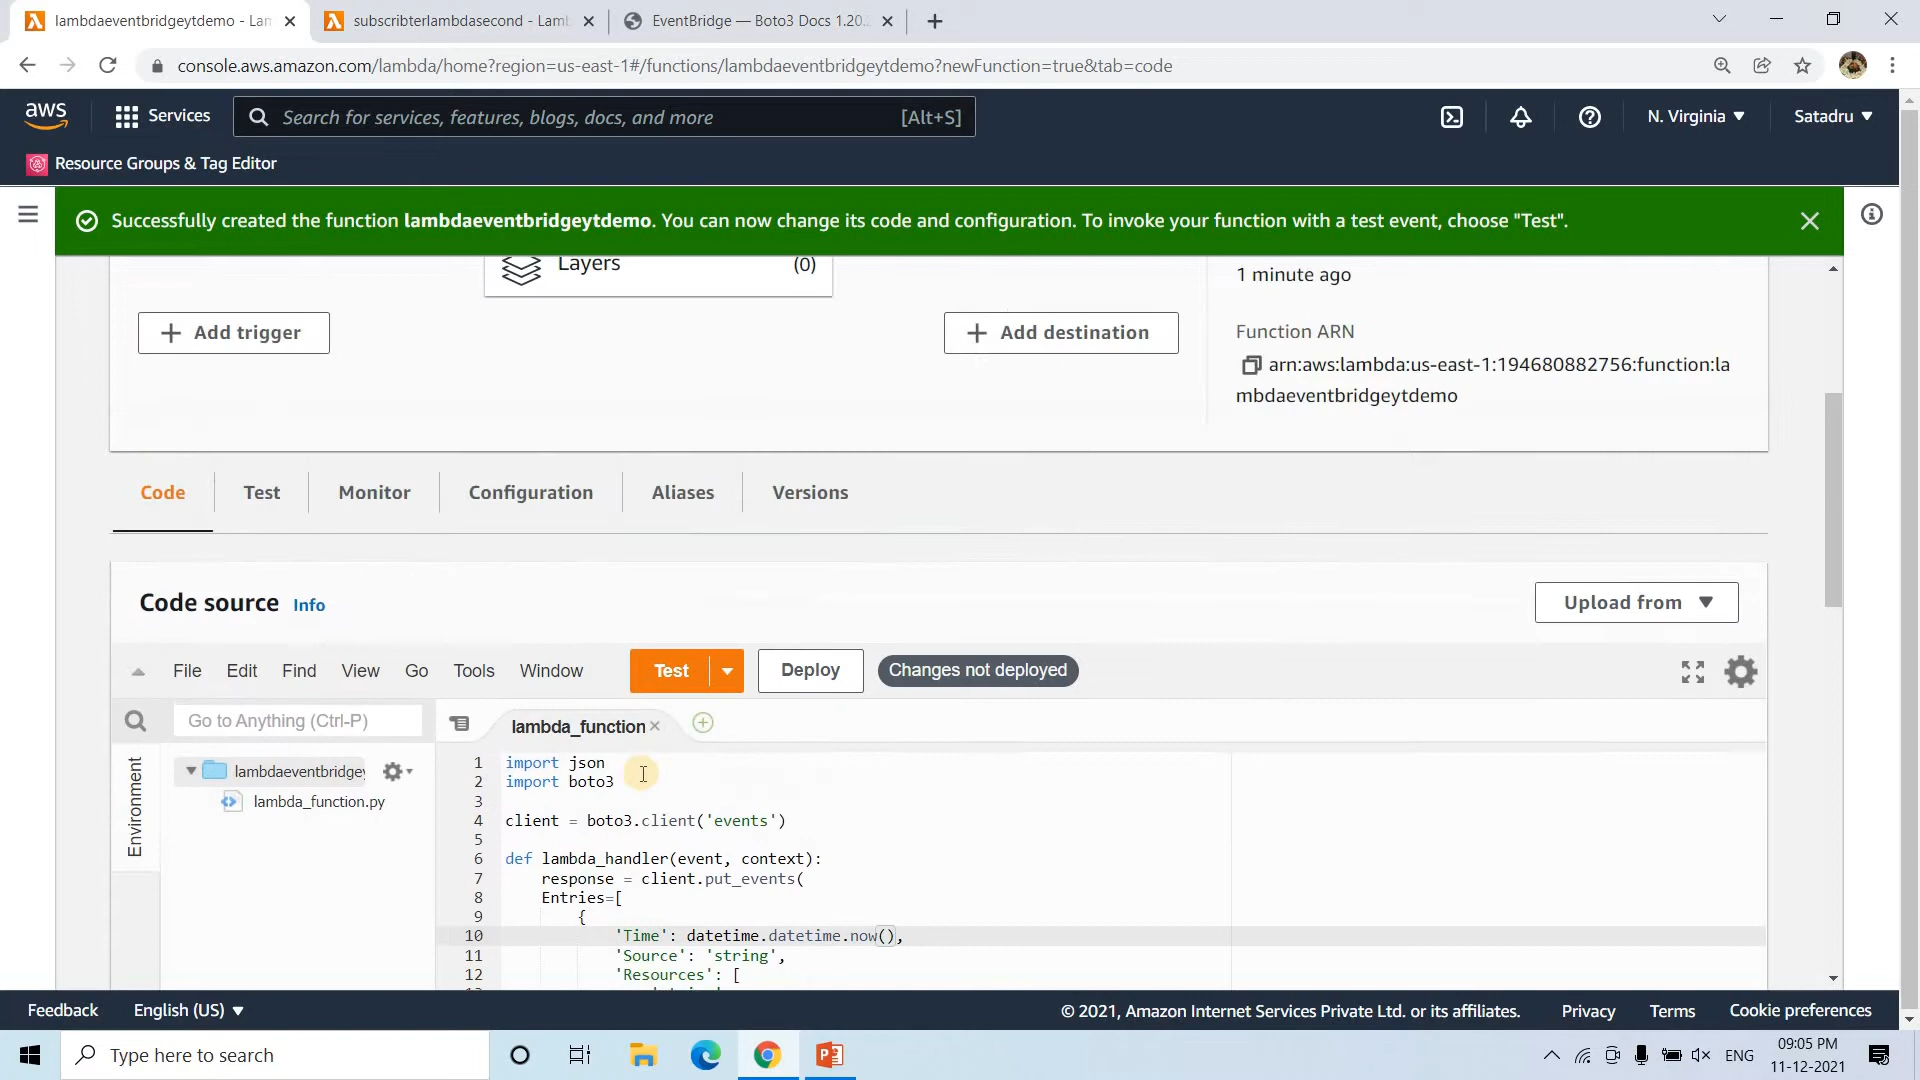 lambdaeventbridgeytdemo - Lan
subscribterlambdasecond - Lamb
EventBridge — Boto3 Docs 1.20.
console.aws.amazon.com/lambda/home?region=us-east-1#/functions/lambdaeventbridgeytdemo?newFunction=true&tab=code
aws
Services
Search for services, features, blogs, docs, and more
[Alt+S]
N. Virginia
Satadru
Resource Groups & Tag Editor
Successfully created the function lambdaeventbridgeytdemo. You can now change its code and configuration. To invoke your function with a test event, choose "Test".
Layers (0)
1 minute ago
Add trigger
Add destination
Function ARN
arn:aws:lambda:us-east-1:194680882756:function:la
mbdaeventbridgeytdemo
Code Test Monitor Configuration Aliases Versions
Code source Info
Upload from
File Edit Find View Go Tools Window Test Deploy Changes not deployed
Go to Anything (Ctrl-P)
lambda_function
Environment
lambdaeventbridgey
lambda_function.py
1 import json
2 import boto3
3
4 client = boto3.client('events')
5
6 def lambda_handler(event, context):
7 response = client.put_events(
8 Entries=[
9 {
10 'Time': datetime.datetime.now(),
11 'Source': 'string',
12 'Resources': [
Feedback
English (US)
© 2021, Amazon Internet Services Private Ltd. or its affiliates.
Privacy
Terms
Cookie preferences
Type here to search
ENG
09:05 PM
11-12-2021